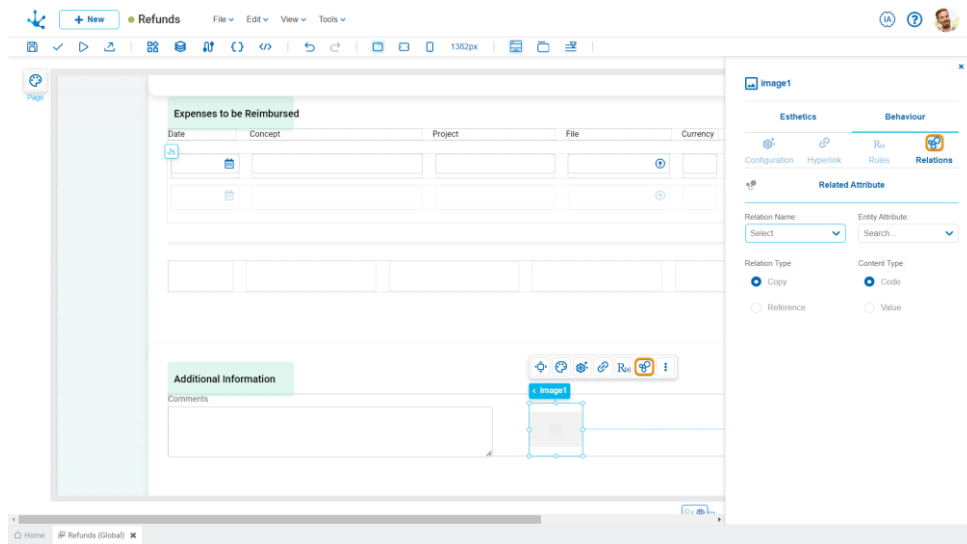 + New
Refunds
File
Edit
View
Tools
IA
?
1382px
Page
Expenses to be Reimbursed
Date
Concept
Project
File
Currency
Js
Additional Information
Comments
image1
image1
Esthetics
Behaviour
Configuration
Hyperlink
Rules
Relations
Related Attribute
Relation Name:
Entity Attribute:
Select
Search...
Relation Type:
Content Type:
Copy
Code
Reference
Value
Home
Refunds (Global)